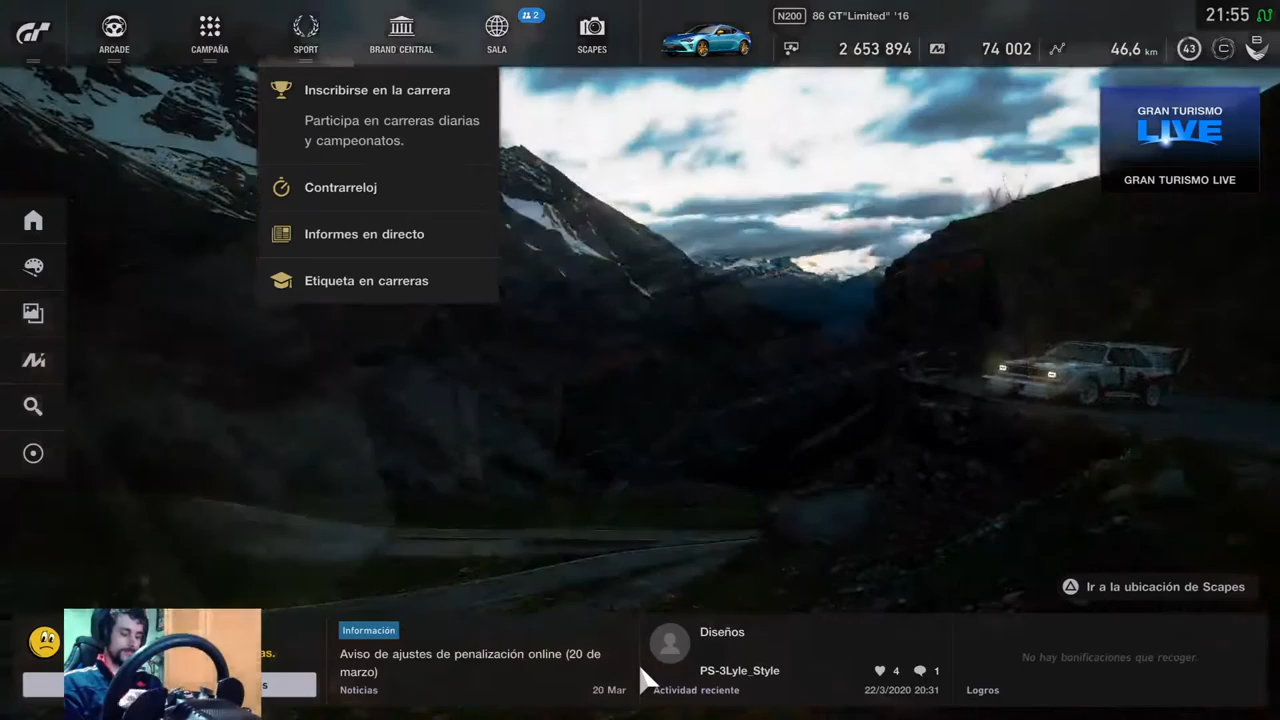 ARCADE
CAMPAÑA
SPORT
BRAND CENTRAL
SALA
2
SCAPES
N200
86 GT"Limited" '16
2 653 894
74 002
46,6 km
43
B
21:55
Inscribirse en la carrera
Participa en carreras diarias
y campeonatos.
Contrarreloj
Informes en directo
Etiqueta en carreras
GRAN TURISMO
LIVE
GRAN TURISMO LIVE
Ir a la ubicación de Scapes
as.
s
Información
Aviso de ajustes de penalización online (20 de
marzo)
Noticias
20 Mar
Diseños
PS-3Lyle_Style
4
1
Actividad reciente
22/3/2020 20:31
No hay bonificaciones que recoger.
Logros